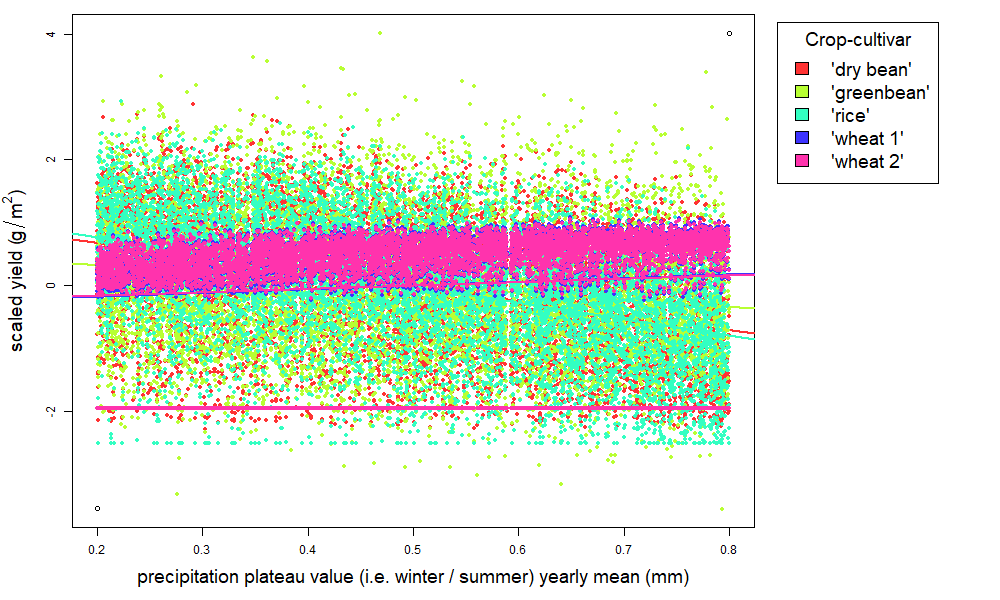 Crop-cultivar
'dry bean'
'greenbean'
'rice'
'wheat 1'
'wheat 2'
scaled yield (g/m²)
4
2
0
-2
0.2 0.3 0.4 0.5 0.6 0.7 0.8
precipitation plateau value (i.e. winter / summer) yearly mean (mm)